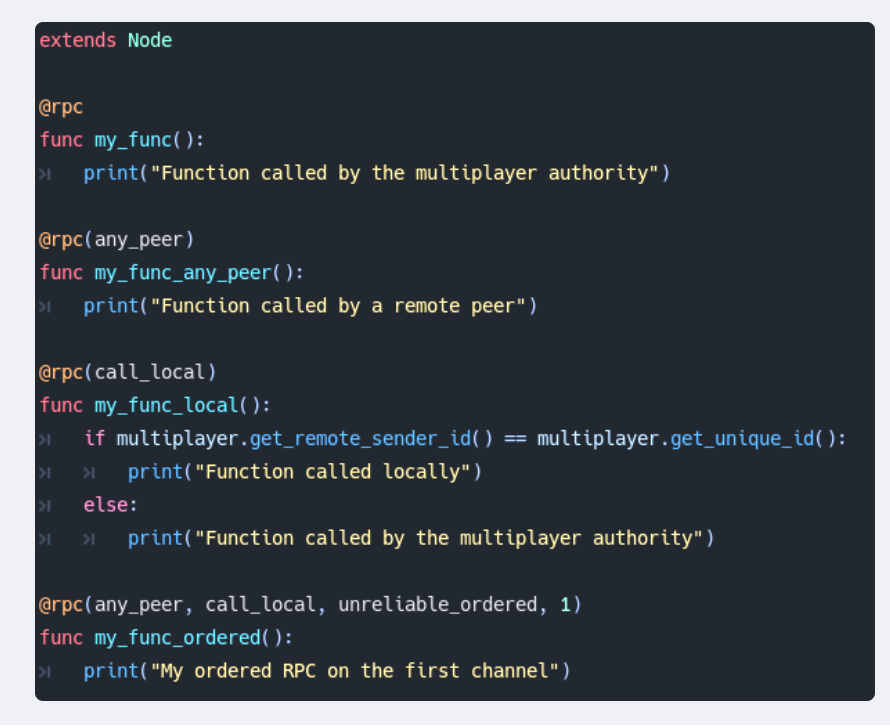 extends Node
@rpc
func my_func():
print("Function called by the multiplayer authority")
@rpc(any_peer)
func my_func_any_peer():
print("Function called by a remote peer")
@rpc(call_local)
func my_func_local():
if multiplayer.get_remote_sender_id() == multiplayer.get_unique_id():
print("Function called locally")
else:
print("Function called by the multiplayer authority")
@rpc(any_peer, call_local, unreliable_ordered, 1)
func my_func_ordered():
print("My ordered RPC on the first channel")